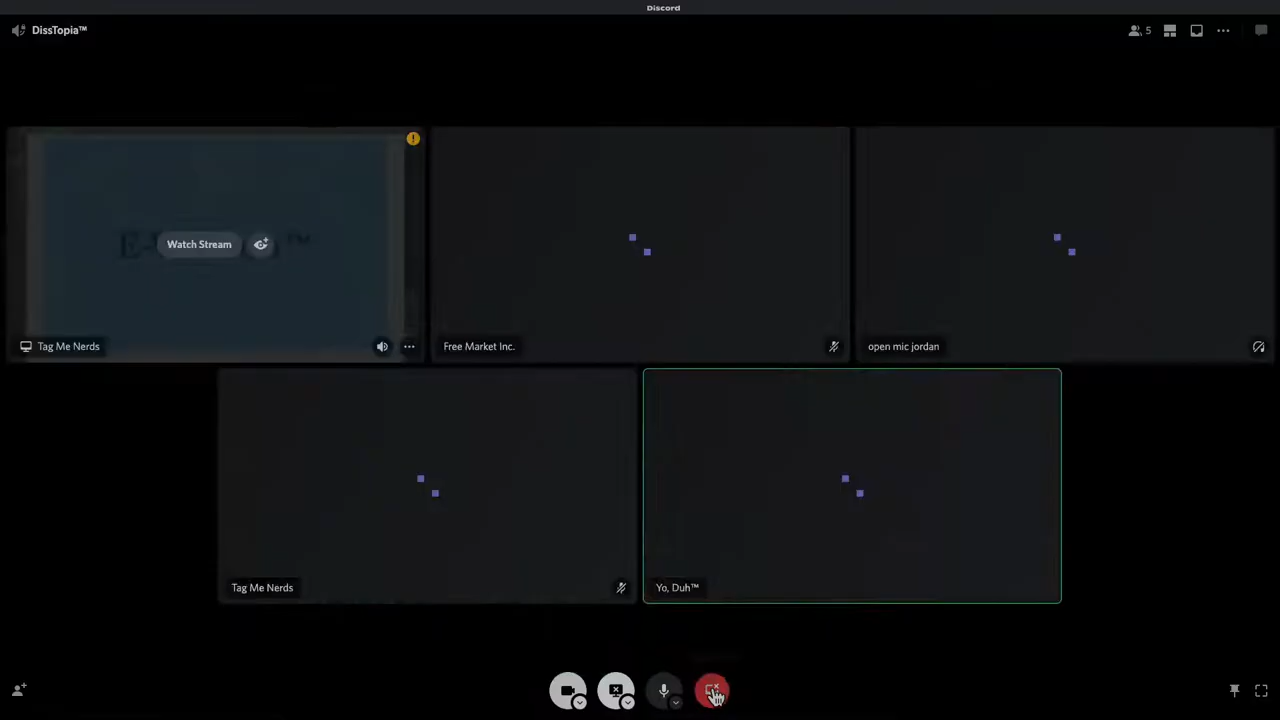 Discord
DissTopia™
5
Watch Stream
™
Tag Me Nerds
Free Market Inc.
open mic jordan
Tag Me Nerds
Yo, Duh™